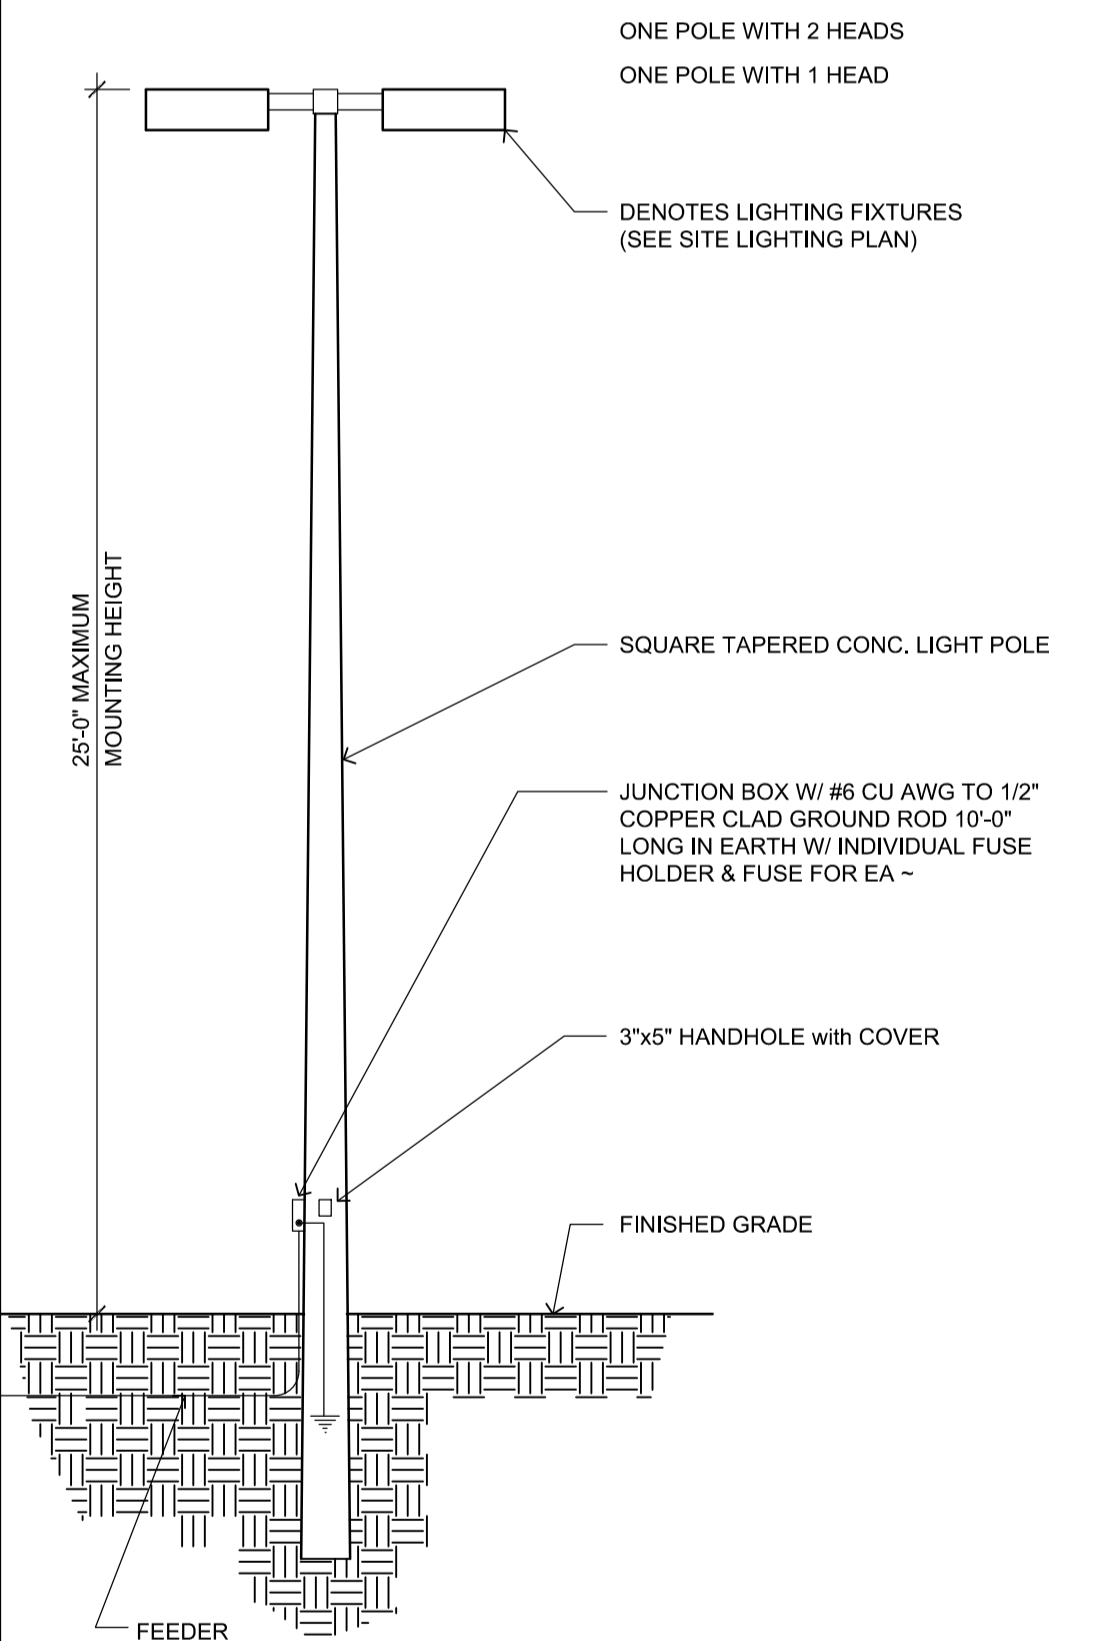 ONE POLE WITH 2 HEADS
ONE POLE WITH 1 HEAD
DENOTES LIGHTING FIXTURES
(SEE SITE LIGHTING PLAN)
25'-0" MAXIMUM
MOUNTING HEIGHT
SQUARE TAPERED CONC. LIGHT POLE
JUNCTION BOX W/ #6 CU AWG TO 1/2"
COPPER CLAD GROUND ROD 10'-0"
LONG IN EARTH W/ INDIVIDUAL FUSE
HOLDER & FUSE FOR EA ~
3"x5" HANDHOLE with COVER
FINISHED GRADE
FEEDER